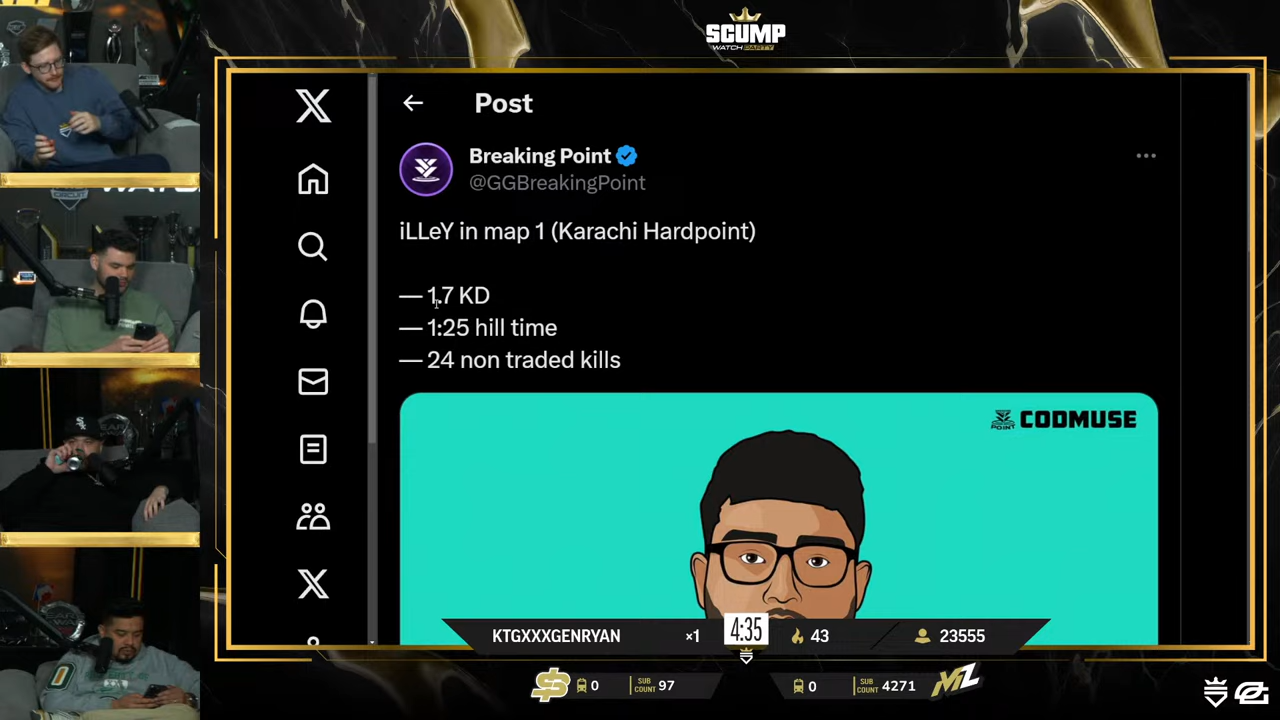 SCUMP
WATCH PARTY
Post
Breaking Point
@GGBreakingPoint
iLLeY in map 1 (Karachi Hardpoint)
— 1.7 KD
— 1:25 hill time
— 24 non traded kills
CODMUSE
KTGXXXGENRYAN x1 4:35 43 23555
0 SUB COUNT 97 0 SUB COUNT 4271